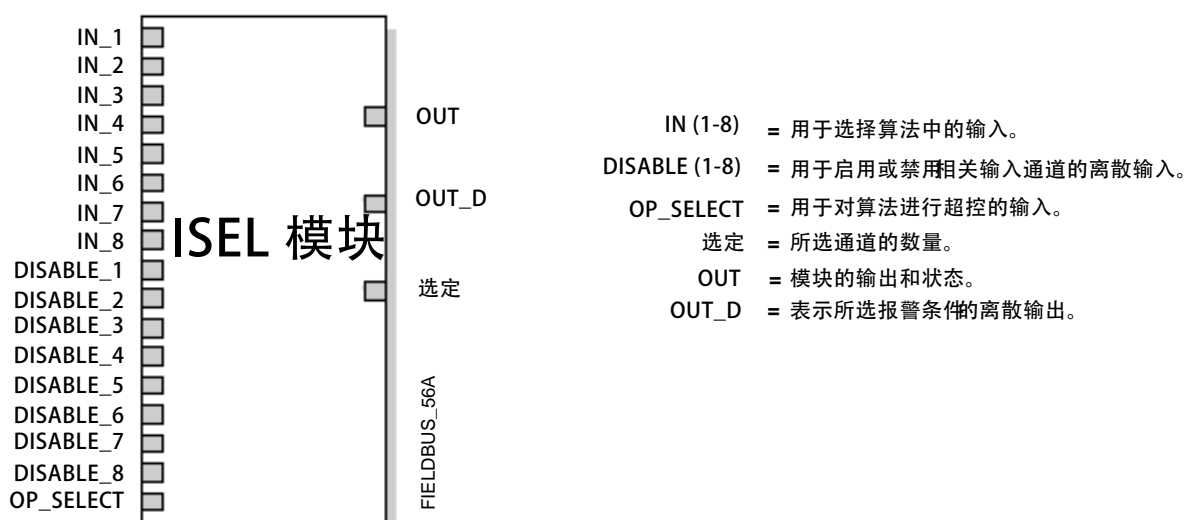 IN_1
IN_2
IN_3
IN_4
IN_5
IN_6
IN_7
IN_8
DISABLE_1
DISABLE_2
DISABLE_3
DISABLE_4
DISABLE_5
DISABLE_6
DISABLE_7
DISABLE_8
OP_SELECT
ISEL 模块
OUT
OUT_D
选定
FIELDBUS_56A
IN (1-8) = 用于选择算法中的输入。
DISABLE (1-8) = 用于启用或禁用相关输入通道的离散输入。
OP_SELECT = 用于对算法进行超控的输入。
选定 = 所选通道的数量。
OUT = 模块的输出和状态。
OUT_D = 表示所选报警条件的离散输出。